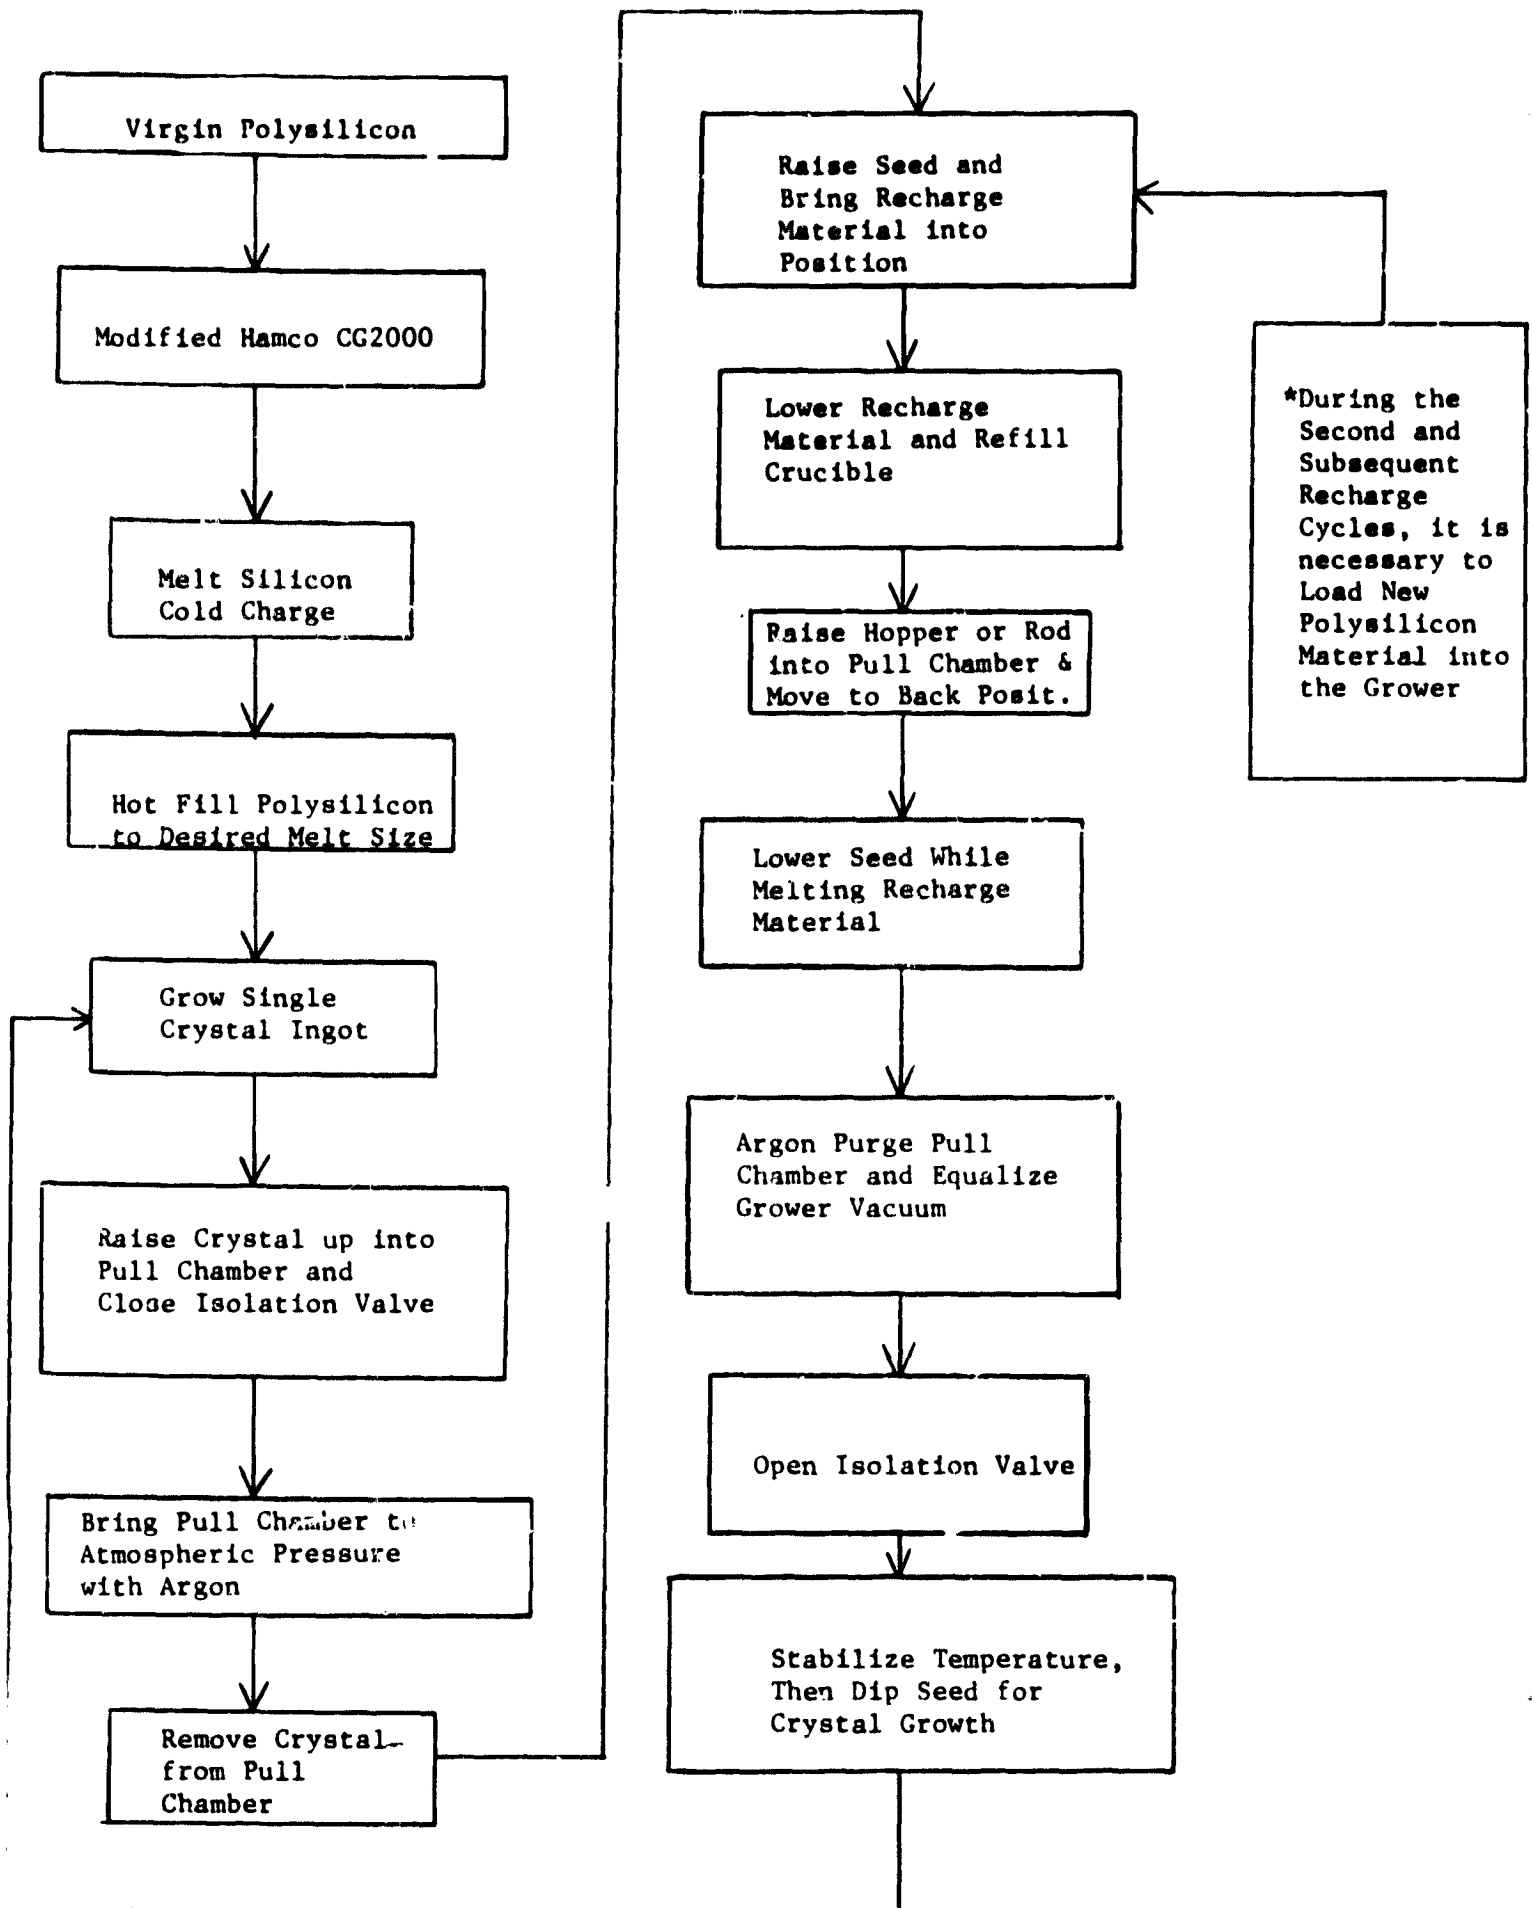 Virgin Polysilicon
Modified Hamco CG2000
Melt Silicon
Cold Charge
Hot Fill Polysilicon
to Desired Melt Size
Grow Single
Crystal Ingot
Raise Crystal up into
Pull Chamber and
Close Isolation Valve
Bring Pull Chamber to
Atmospheric Pressure
with Argon
Remove Crystal
from Pull
Chamber
Raise Seed and
Bring Recharge
Material into
Position
Lower Recharge
Material and Refill
Crucible
Raise Hopper or Rod
into Pull Chamber &
Move to Back Posit.
Lower Seed While
Melting Recharge
Material
Argon Purge Pull
Chamber and Equalize
Grower Vacuum
Open Isolation Valve
Stabilize Temperature,
Then Dip Seed for
Crystal Growth
*During the
Second and
Subsequent
Recharge
Cycles, it is
necessary to
Load New
Polysilicon
Material into
the Grower